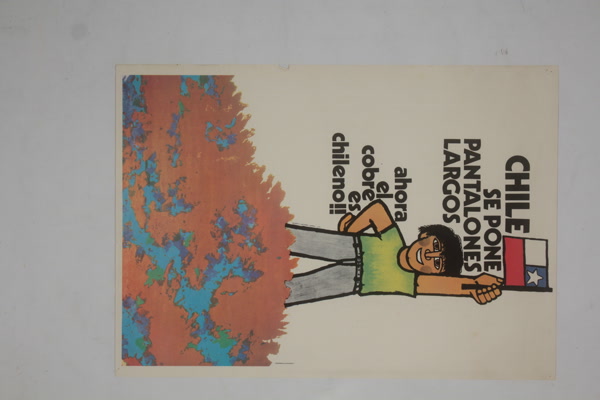 CHILE
SE PONE
PANTALONES
LARGOS
ahora
el
cobre
es
chileno!!